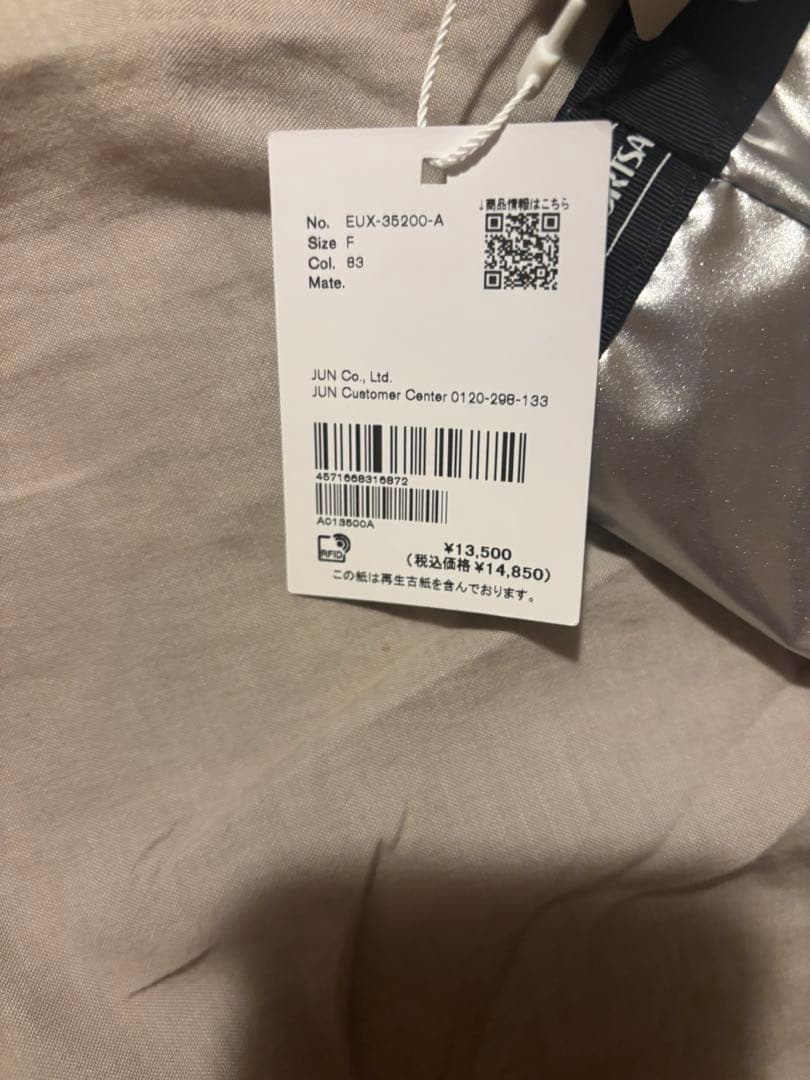 No. EUX-35200-A
Size F
Col. 83
Mate.
↓商品情報はこちら
JUN Co., Ltd.
JUN Customer Center 0120-298-133
4571668316872
A013500A
RFID
¥13,500
(税込価格¥14,850)
この紙は再生古紙を含んでおります。